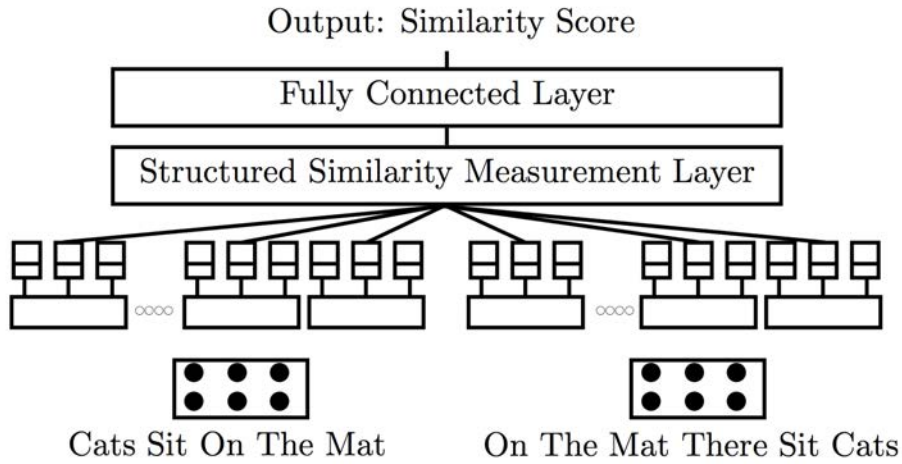 Output: Similarity Score
Fully Connected Layer
Structured Similarity Measurement Layer
Cats Sit On The Mat
On The Mat There Sit Cats